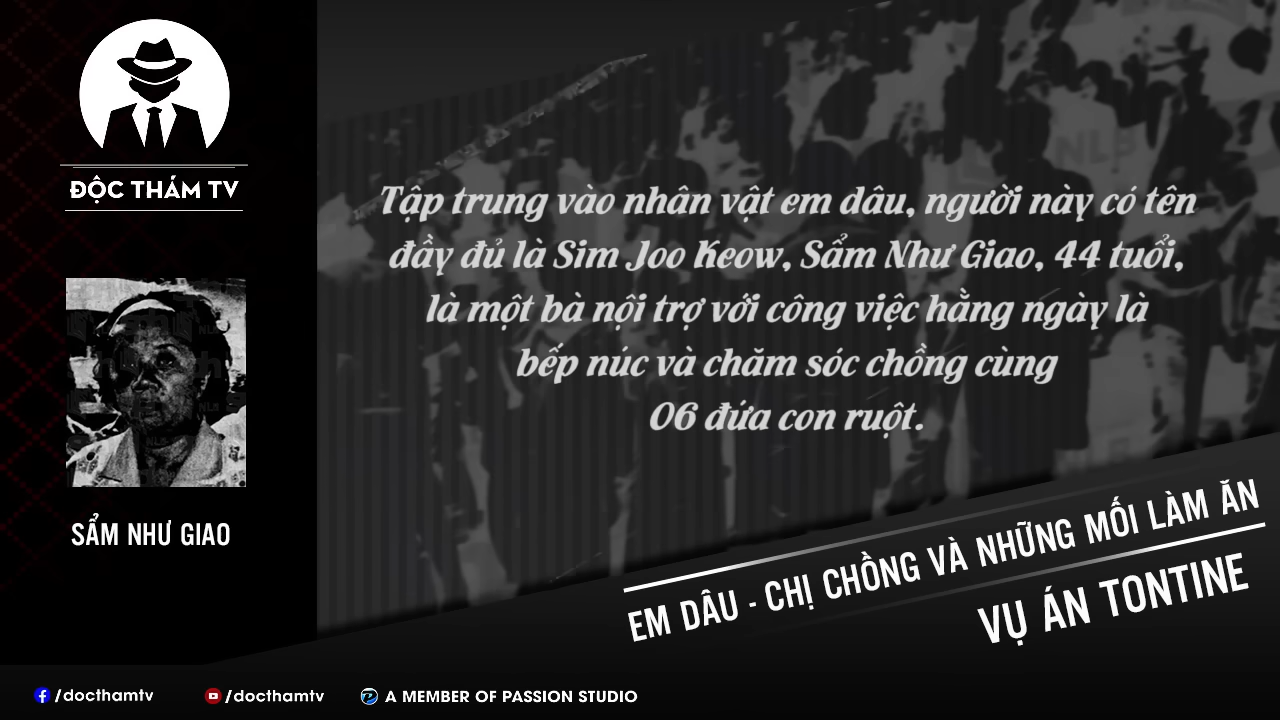 ĐỘC THÁM TV
SẨM NHƯ GIAO
Tập trung vào nhân vật em dâu, người này có tên
đầy đủ là Sim Joo Keow, Sẩm Như Giao, 44 tuổi,
là một bà nội trợ với công việc hằng ngày là
bếp núc và chăm sóc chồng cùng
06 đứa con ruột.
EM DÂU - CHỊ CHỒNG VÀ NHỮNG MỐI LÀM ĂN
VỤ ÁN TONTINE
/docthamtv
/docthamtv
A MEMBER OF PASSION STUDIO
NLB